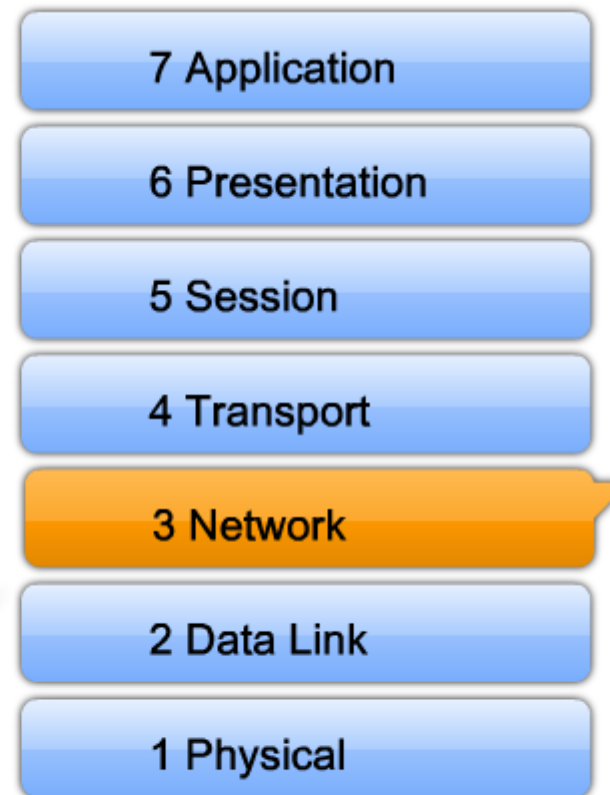 7 Application
6 Presentation
5 Session
4 Transport
3 Network
2 Data Link
1 Physical